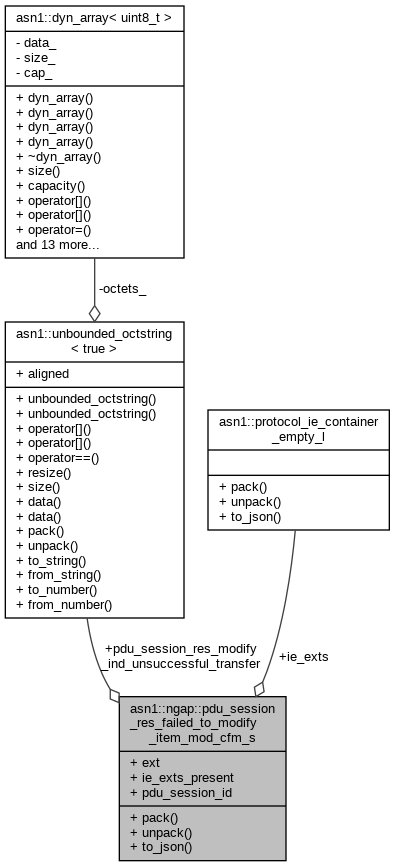 asn1::dyn_array< uint8_t >
- data_
- size_
- cap_
+ dyn_array()
+ dyn_array()
+ dyn_array()
+ dyn_array()
+ ~dyn_array()
+ size()
+ capacity()
+ operator[]()
+ operator[]()
+ operator=()
and 13 more...
-octets_
asn1::unbounded_octstring
< true >
+ aligned
+ unbounded_octstring()
+ unbounded_octstring()
+ operator[]()
+ operator[]()
+ operator==()
+ resize()
+ size()
+ data()
+ data()
+ pack()
+ unpack()
+ to_string()
+ from_string()
+ to_number()
+ from_number()
asn1::protocol_ie_container
_empty_l
+ pack()
+ unpack()
+ to_json()
+pdu_session_res_modify
_ind_unsuccessful_transfer
+ie_exts
asn1::ngap::pdu_session
_res_failed_to_modify
_item_mod_cfm_s
+ ext
+ ie_exts_present
+ pdu_session_id
+ pack()
+ unpack()
+ to_json()